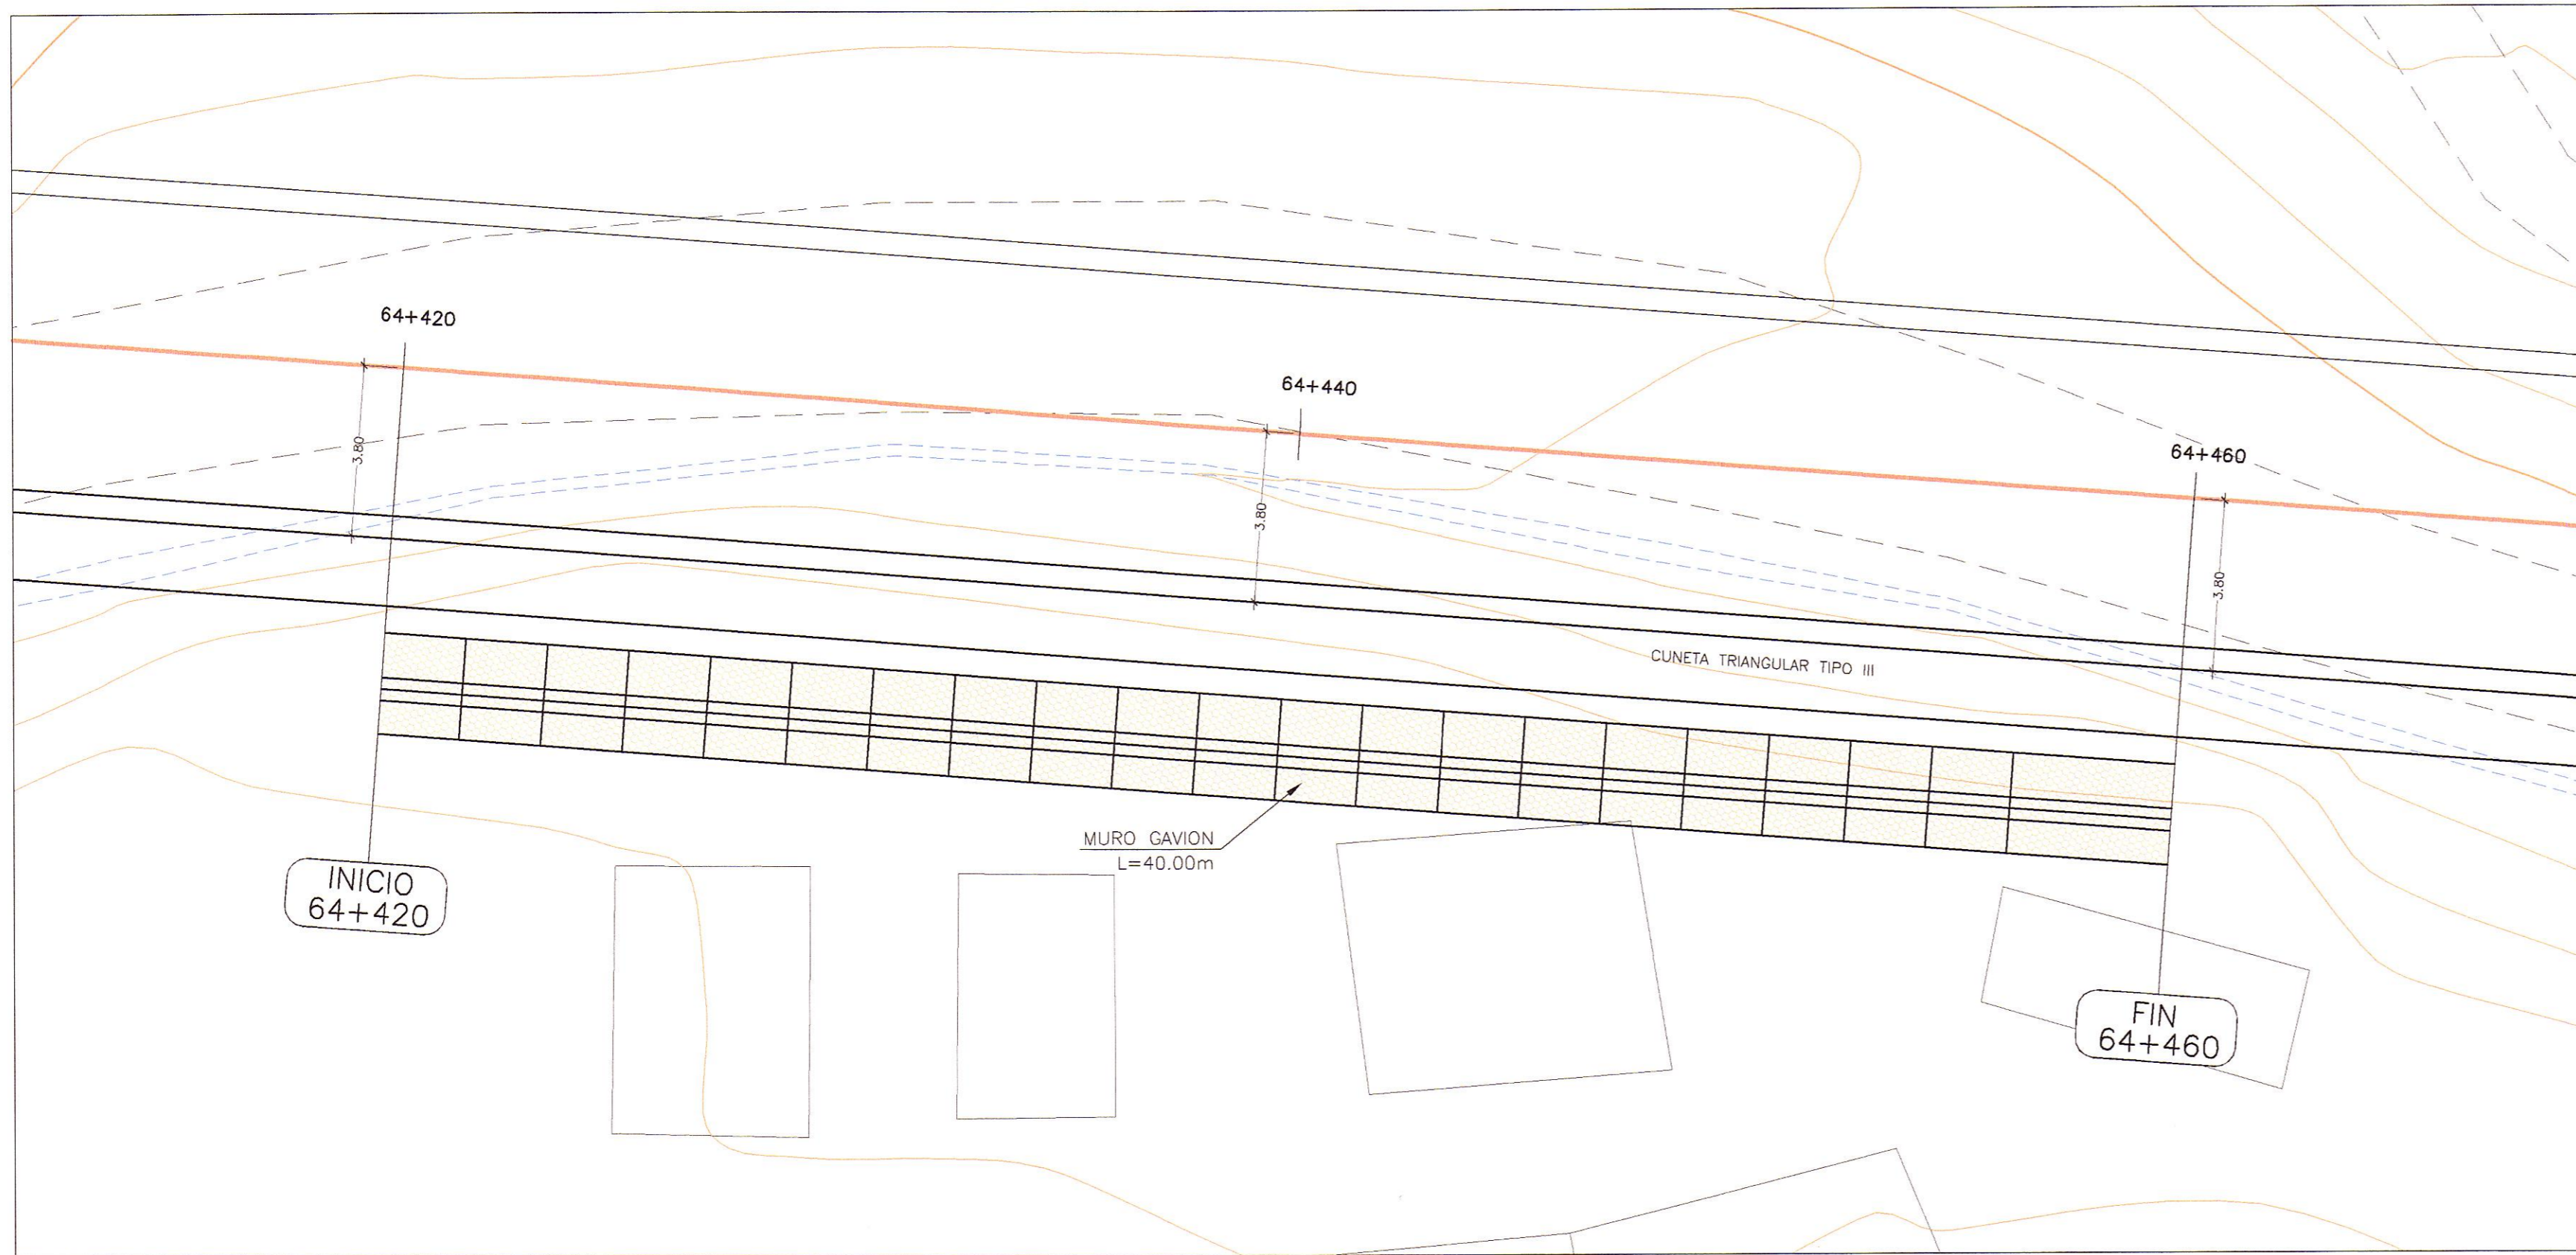 64+420
64+440
64+460
3.80
3.80
3.80
CUNETA TRIANGULAR TIPO III
MURO GAVION
L=40.00m
INICIO
64+420
FIN
64+460